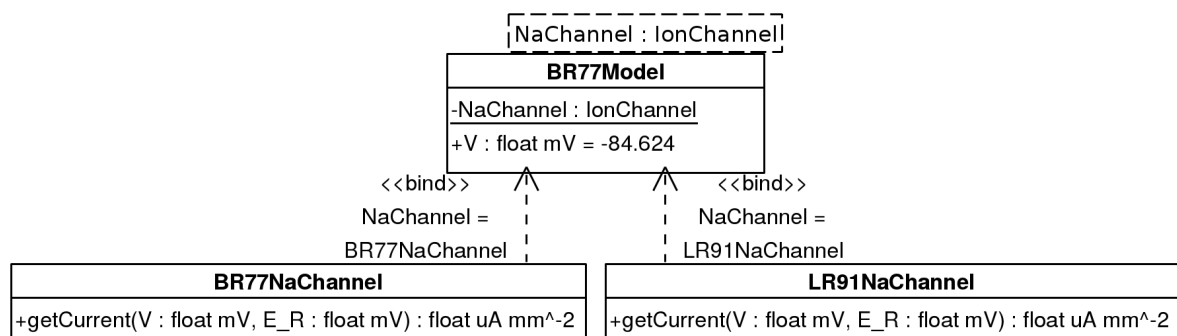 NaChannel : IonChannel
BR77Model
-NaChannel : IonChannel
+V : float mV = -84.624
<<bind>>
NaChannel =
BR77NaChannel
<<bind>>
NaChannel =
LR91NaChannel
BR77NaChannel
+getCurrent(V : float mV, E_R : float mV) : float uA mm^-2
LR91NaChannel
+getCurrent(V : float mV, E_R : float mV) : float uA mm^-2